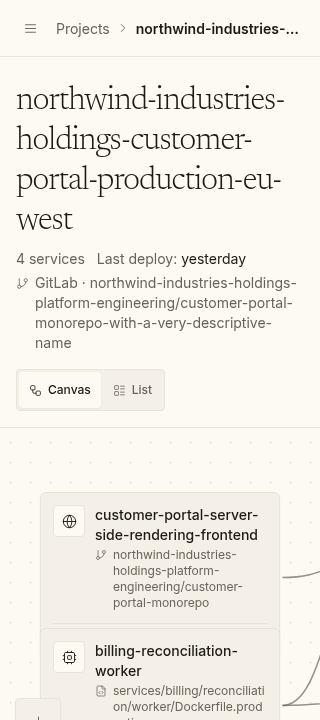 Projects > northwind-industries-...
northwind-industries-
holdings-customer-
portal-production-eu-
west
4 services Last deploy: yesterday
GitLab · northwind-industries-holdings-
platform-engineering/customer-portal-
monorepo-with-a-very-descriptive-
name
Canvas List
customer-portal-server-
side-rendering-frontend
northwind-industries-
holdings-platform-
engineering/customer-
portal-monorepo
billing-reconciliation-
worker
services/billing/reconciliati
on/worker/Dockerfile.prod